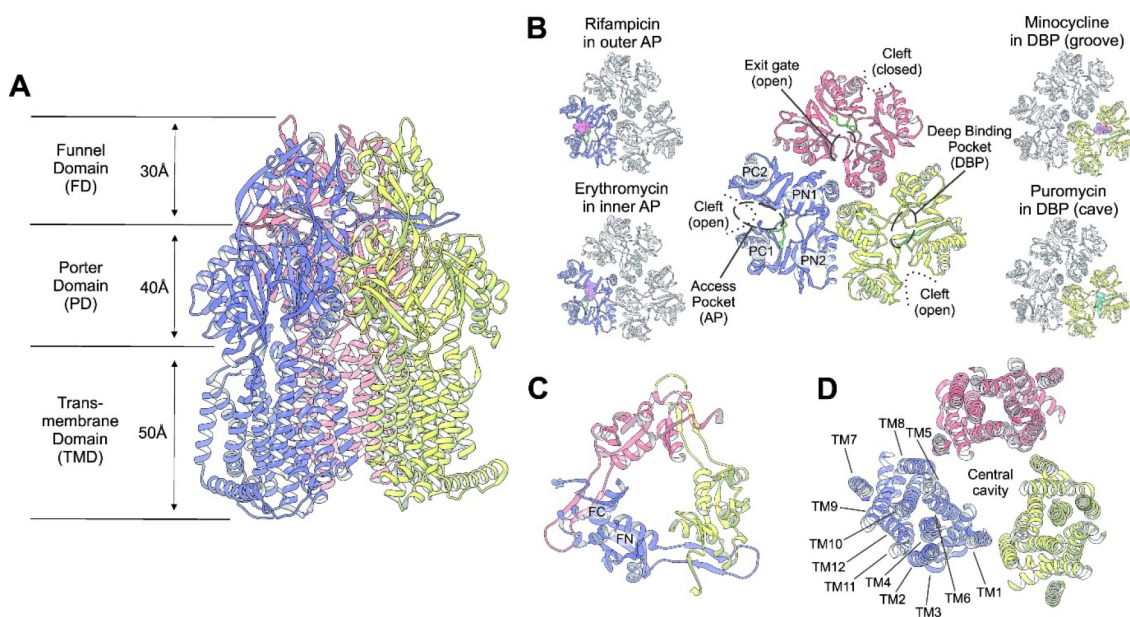 A
Funnel
Domain
(FD)
30Å
Porter
Domain
(PD)
40Å
Trans-
membrane
Domain
(TMD)
50Å
B
Rifampicin
in outer AP
Erythromycin
in inner AP
Exit gate
(open)
Cleft
(closed)
Deep Binding
Pocket
(DBP)
PC2
PN1
Cleft
(open)
PC1
PN2
Access
Pocket
(AP)
Cleft
(open)
Minocycline
in DBP (groove)
Puromycin
in DBP (cave)
C
FC
FN
D
TM7
TM8
TM5
Central
cavity
TM9
TM10
TM12
TM11
TM4
TM2
TM3
TM6
TM1